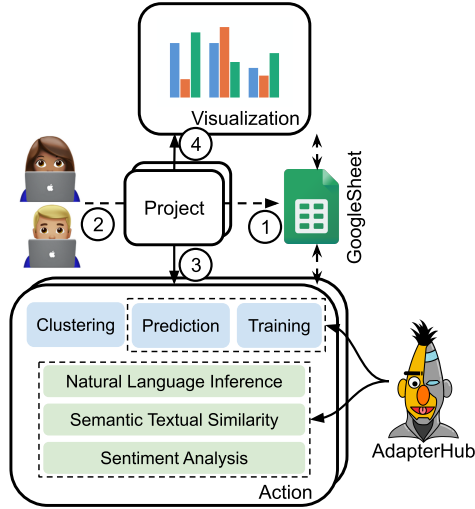 Visualization
4
GoogleSheet
2
Project
1
3
Clustering
Prediction
Training
Natural Language Inference
Semantic Textual Similarity
Sentiment Analysis
AdapterHub
Action